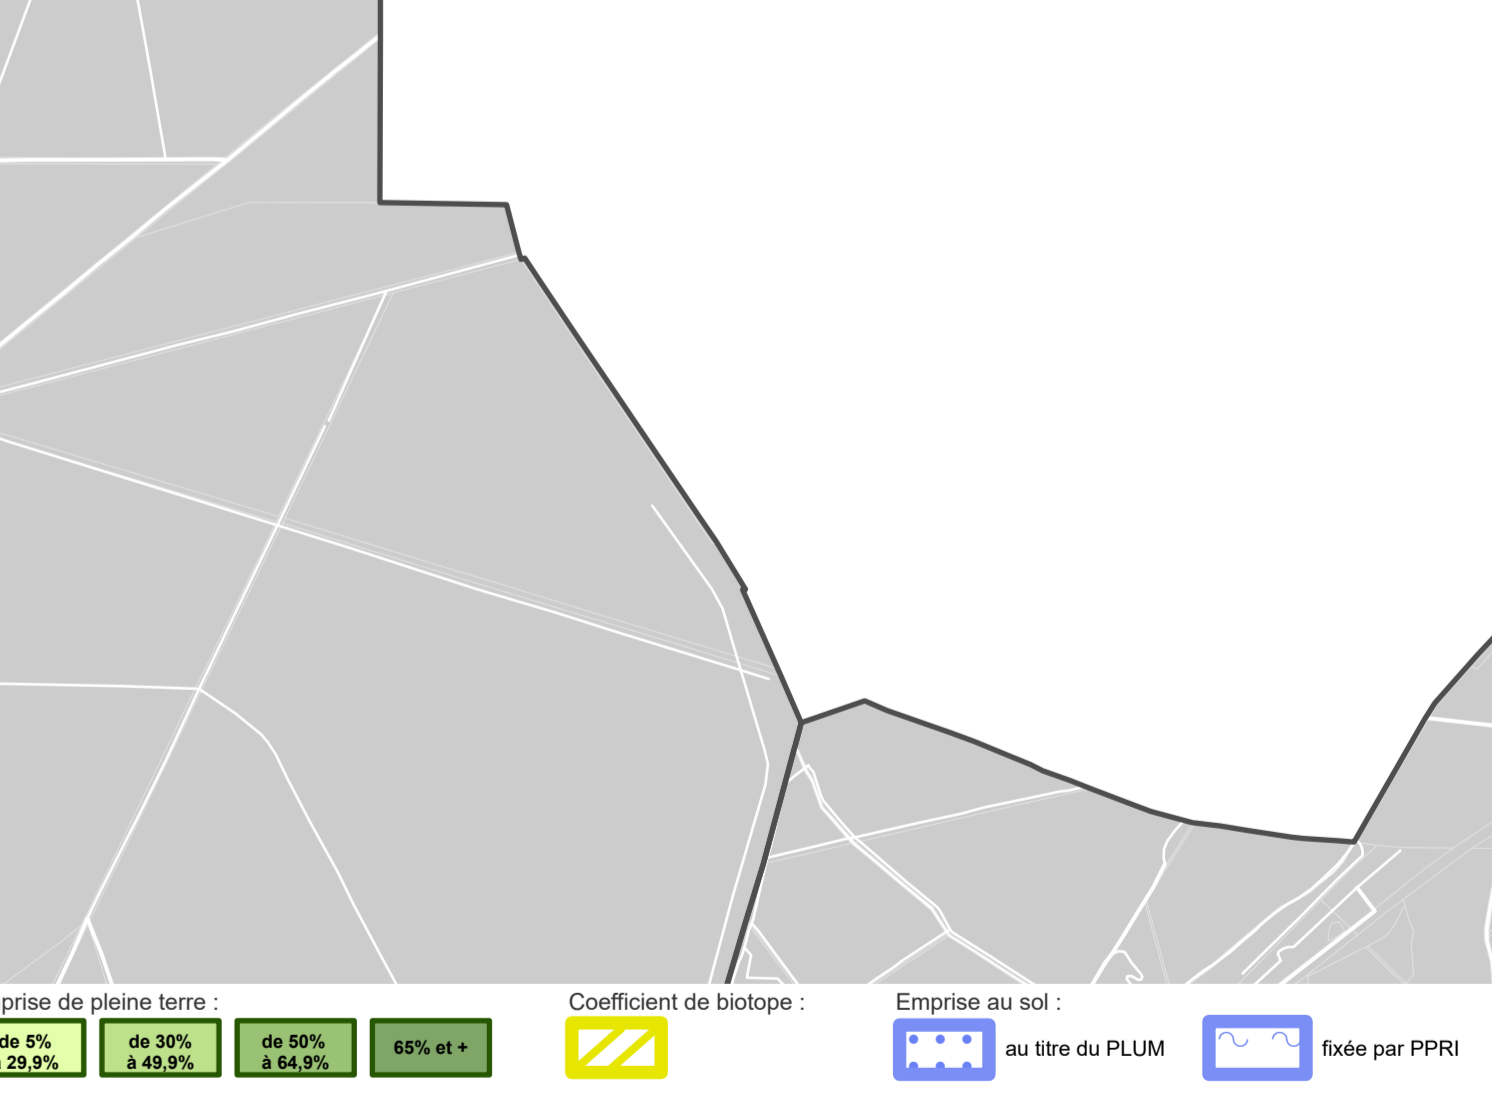 prise de pleine terre :
Coefficient de biotope :
Emprise au sol :
de 5%
à 29,9%
de 30%
à 49,9%
de 50%
à 64,9%
65% et +
au titre du PLUM
fixée par PPRI